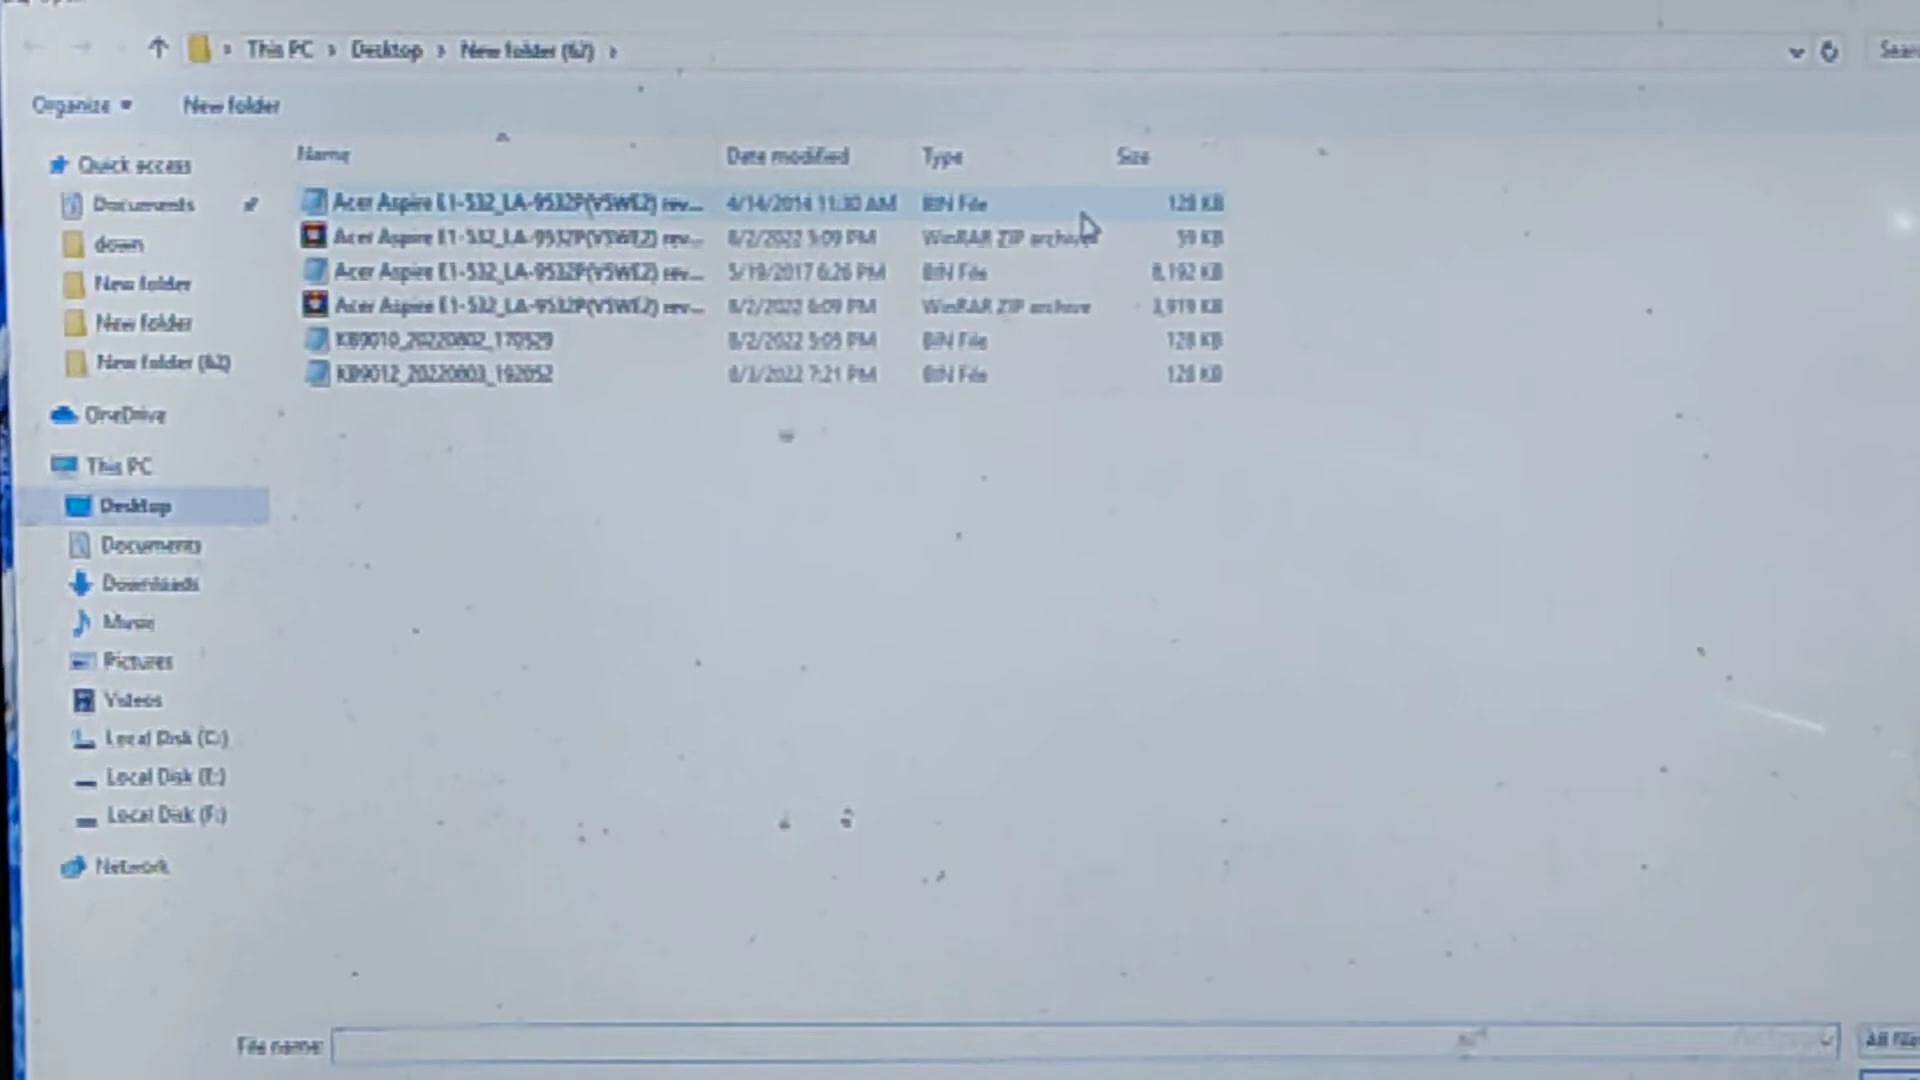 This PC > Desktop > New folder (62) >
Organize New folder
Name Date modified Type Size
Quick access
Documents
down
New folder
New folder
New folder (62)
OneDrive
This PC
Desktop
Documents
Downloads
Music
Pictures
Videos
Local Disk (C:)
Local Disk (E:)
Local Disk (F:)
Network
Acer Aspire E1-532_LA-9532P(V5WE2) rev... 4/14/2014 11:30 AM BIN File 128 KB
Acer Aspire E1-532_LA-9532P(V5WE2) rev... 8/2/2022 5:09 PM WinRAR ZIP archive 59 KB
Acer Aspire E1-532_LA-9532P(V5WE2) rev... 5/19/2017 6:26 PM BIN File 8,192 KB
Acer Aspire E1-532_LA-9532P(V5WE2) rev... 8/2/2022 6:09 PM WinRAR ZIP archive 3,919 KB
KB9010_20220802_170529 8/2/2022 5:05 PM BIN File 128 KB
KB9012_20220803_192052 8/3/2022 7:21 PM BIN File 128 KB
File name: